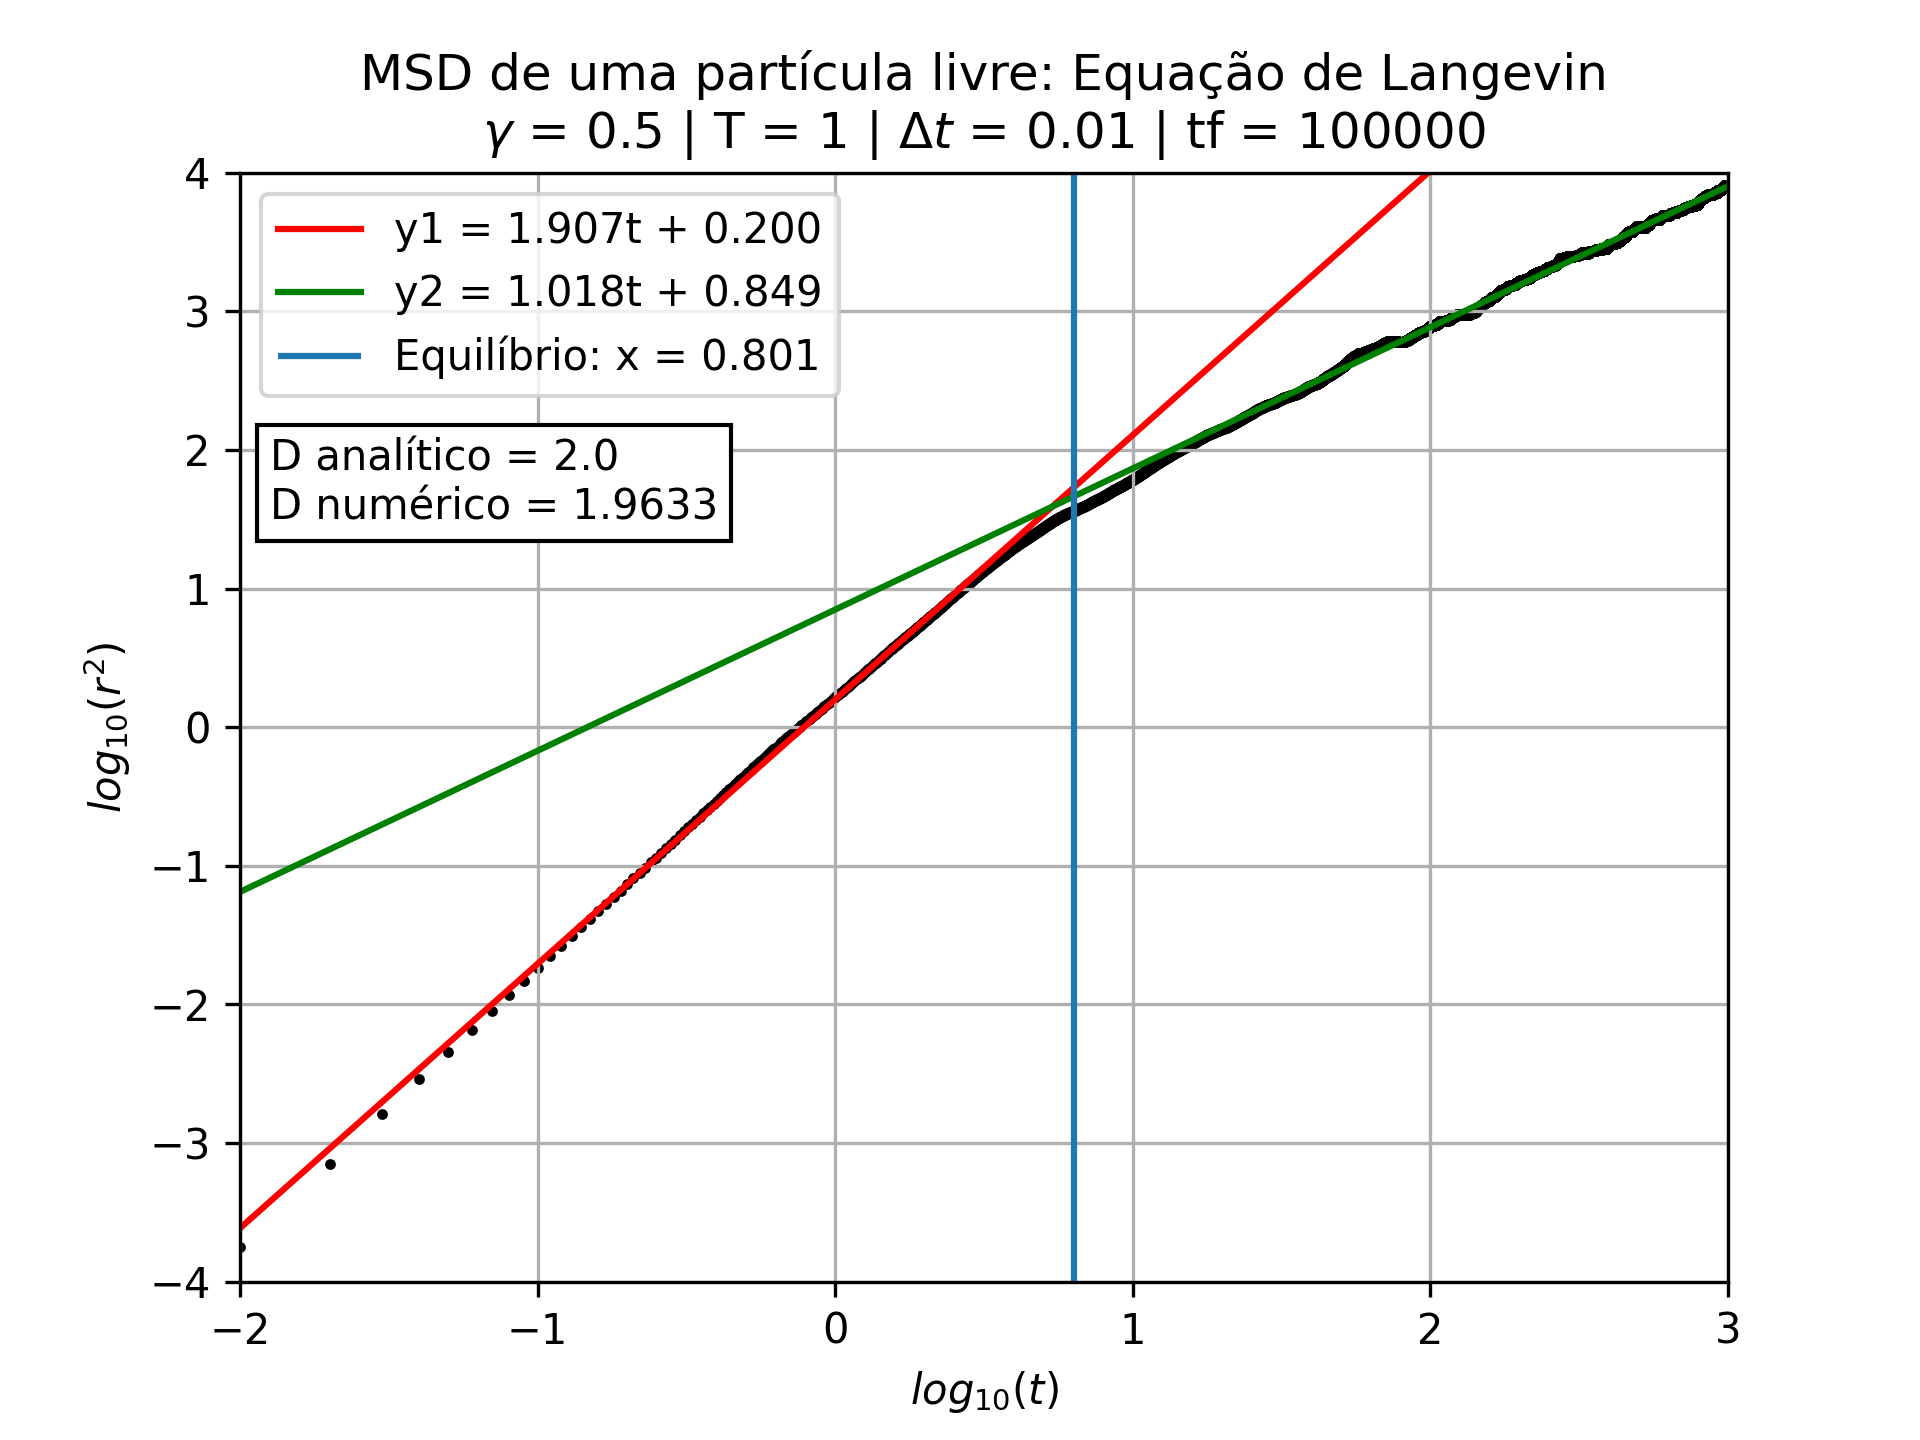 MSD de uma partícula livre: Equação de Langevin
γ = 0.5 | T = 1 | Δt = 0.01 | tf = 100000
4
3
2
1
0
−1
−2
−3
−4
y1 = 1.907t + 0.200
y2 = 1.018t + 0.849
Equilíbrio: x = 0.801
D analítico = 2.0
D numérico = 1.9633
log₁₀(r²)
−2 −1 0 1 2 3
log₁₀(t)